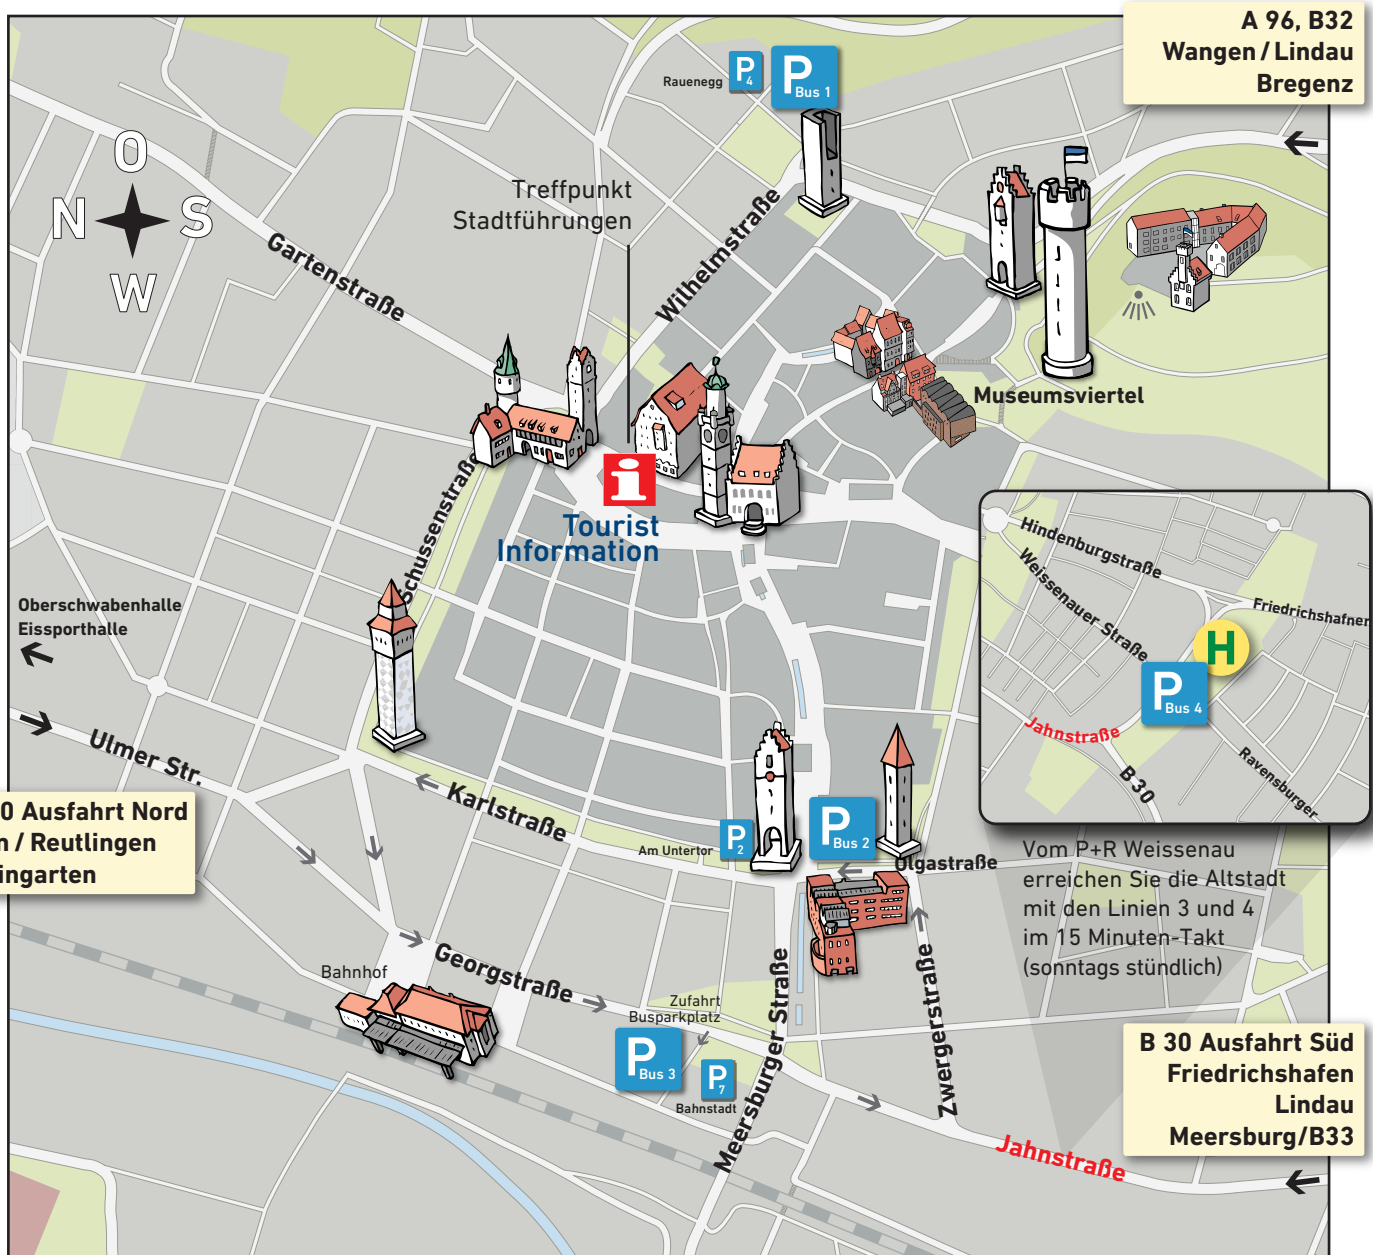 A 96, B32
Wangen / Lindau
Bregenz
Rauenegg
P
4
P
Bus 1
O
N
S
W
Treffpunkt
Stadtführungen
Gartenstraße
Wilhelmstraße
Museumsviertel
Schussenstraße
i
Tourist
Information
Oberschwabenhalle
Eissporthalle
Hindenburgstraße
Weissenauer Straße
Friedrichshafner
H
P
Bus 4
Jahnstraße
B 30
Ravensburger
Ulmer Str.
Karlstraße
0 Ausfahrt Nord
n / Reutlingen
ingarten
Am Untertor
P
2
P
Bus 2
Olgastraße
Vom P+R Weissenau
erreichen Sie die Altstadt
mit den Linien 3 und 4
im 15 Minuten-Takt
(sonntags stündlich)
Bahnhof
Georgstraße
Zufahrt
Busparkplatz
Meersburger Straße
Zwergerstraße
P
Bus 3
P
7
Bahnstadt
Jahnstraße
B 30 Ausfahrt Süd
Friedrichshafen
Lindau
Meersburg/B33